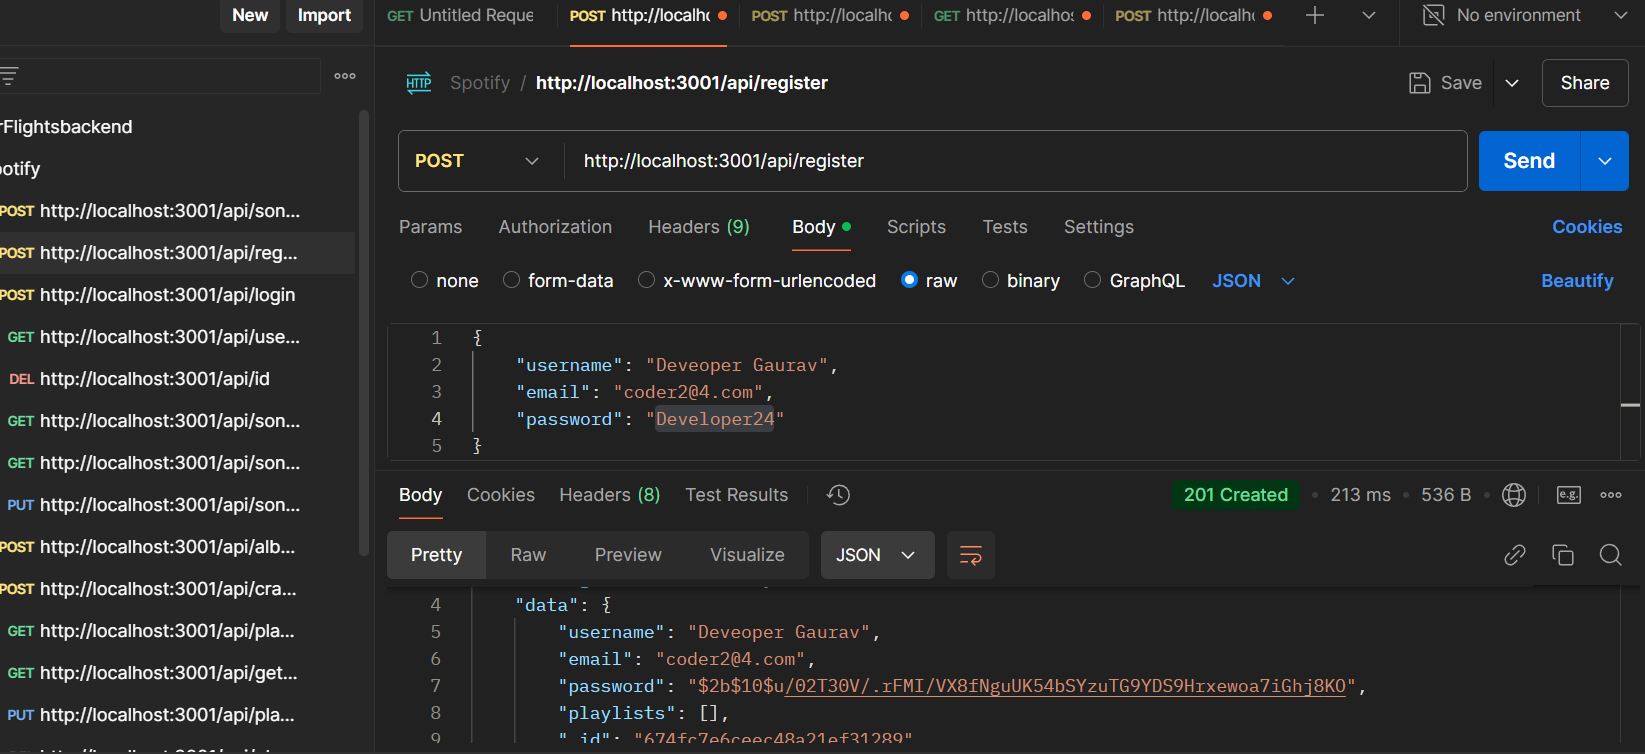 New Import GET Untitled Reque POST http://localhc POST http://localhc GET http://localhos POST http://localhc No environment
Spotify / http://localhost:3001/api/register Save Share
rFlightsbackend
otify
POST http://localhost:3001/api/son...
POST http://localhost:3001/api/reg...
POST http://localhost:3001/api/login
GET http://localhost:3001/api/use...
DEL http://localhost:3001/api/id
GET http://localhost:3001/api/son...
GET http://localhost:3001/api/son...
PUT http://localhost:3001/api/son...
POST http://localhost:3001/api/alb...
POST http://localhost:3001/api/cra...
GET http://localhost:3001/api/pla...
GET http://localhost:3001/api/get...
PUT http://localhost:3001/api/pla...
POST http://localhost:3001/api/register Send
Params Authorization Headers (9) Body Scripts Tests Settings Cookies
none form-data x-www-form-urlencoded raw binary GraphQL JSON Beautify
1 {
2 "username": "Deveoper Gaurav",
3 "email": "coder2@4.com",
4 "password": "Developer24"
5 }
Body Cookies Headers (8) Test Results 201 Created 213 ms 536 B e.g.
Pretty Raw Preview Visualize JSON
4 "data": {
5 "username": "Deveoper Gaurav",
6 "email": "coder2@4.com",
7 "password": "$2b$10$u/02T30V/.rFMI/VX8fNguUK54bSYzuTG9YDS9Hrxewoa7iGhj8KO",
8 "playlists": [],
9 "_id": "674fc7e6ceec48a21ef31289"